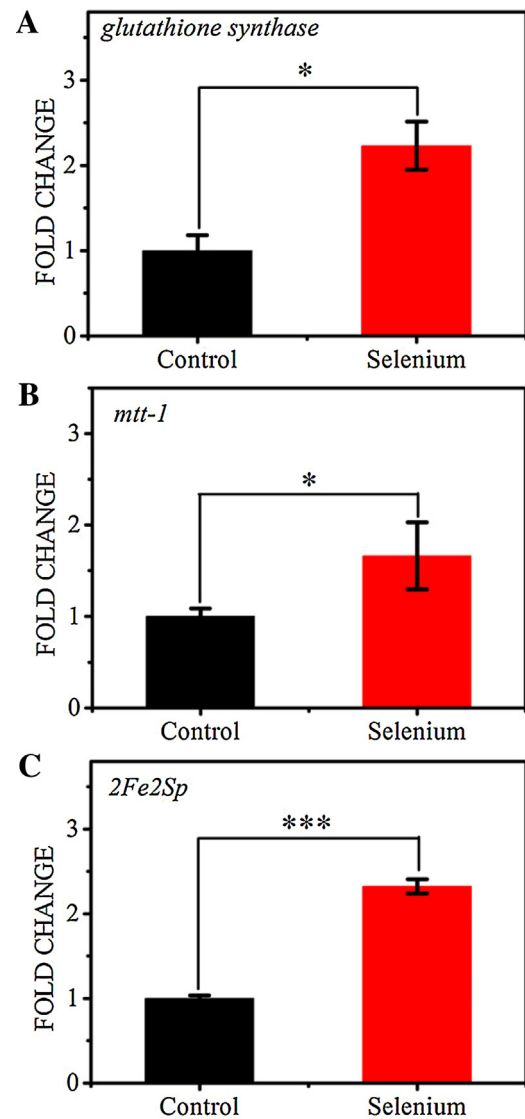 A
glutathione synthase
*
FOLD CHANGE
3
2
1
0
Control Selenium
B
mtt-1
*
FOLD CHANGE
3
2
1
0
Control Selenium
C
2Fe2Sp
***
FOLD CHANGE
3
2
1
0
Control Selenium